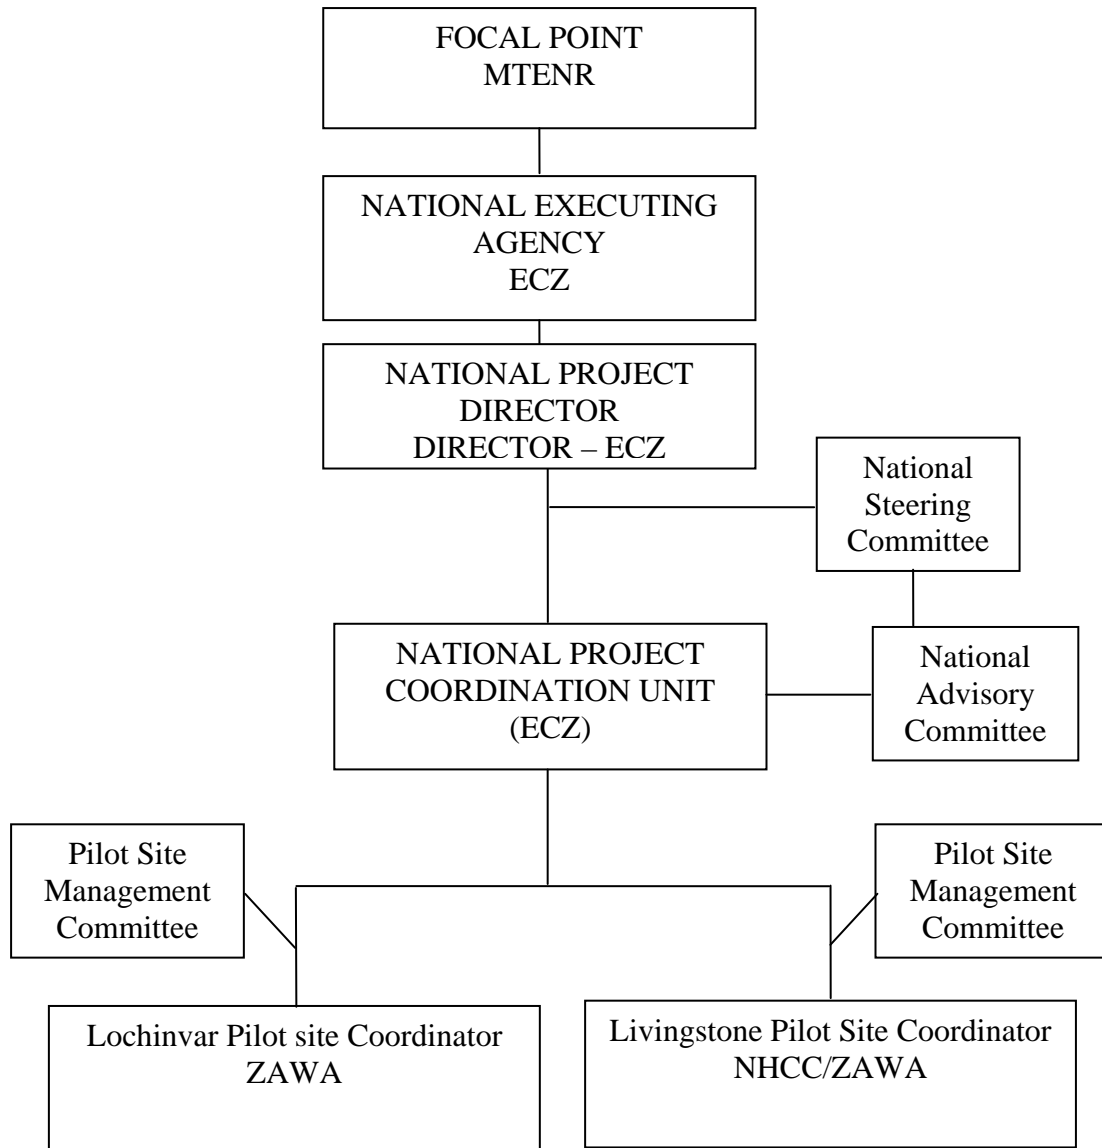 FOCAL POINT
MTENR
NATIONAL EXECUTING
AGENCY
ECZ
NATIONAL PROJECT
DIRECTOR
DIRECTOR – ECZ
National
Steering
Committee
NATIONAL PROJECT
COORDINATION UNIT
(ECZ)
National
Advisory
Committee
Pilot Site
Management
Committee
Pilot Site
Management
Committee
Lochinvar Pilot site Coordinator
ZAWA
Livingstone Pilot Site Coordinator
NHCC/ZAWA